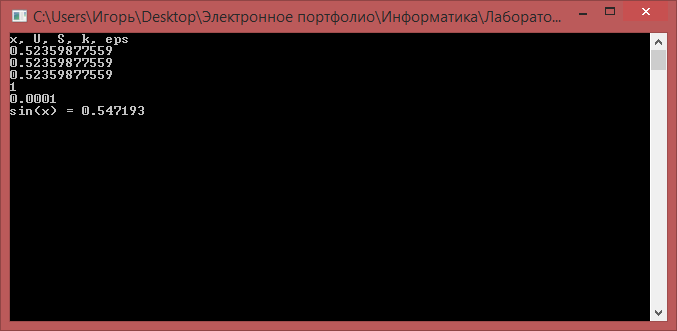 C:\Users\Игорь\Desktop\Электронное портфолио\Информатика\Лаборато...
x, U, S, k, eps
0.52359877559
0.52359877559
0.52359877559
1
0.0001
sin(x) = 0.547193